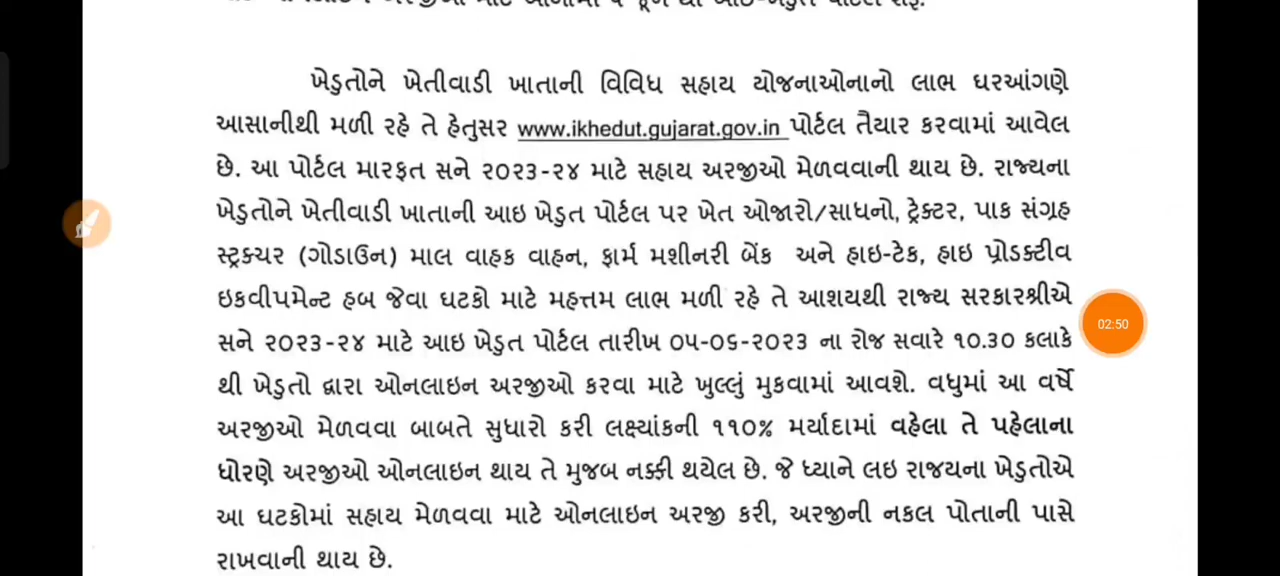 ખેડુતોને ખેતીવાડી ખાતાની વિવિધ સહાય યોજનાઓનાનો લાભ ઘરઆંગણે
આસાનીથી મળી રહે તે હેતુસર www.ikhedut.gujarat.gov.in પોર્ટલ તૈયાર કરવામાં આવેલ
છે. આ પોર્ટલ મારફત સને ૨૦૨૩-૨૪ માટે સહાય અરજીઓ મેળવવાની થાય છે. રાજ્યના
ખેડુતોને ખેતીવાડી ખાતાની આઇ ખેડુત પોર્ટલ પર ખેત ઓજારો/સાધનો, ટ્રેક્ટર, પાક સંગ્રહ
સ્ટ્રક્ચર (ગોડાઉન) માલ વાહક વાહન, ફાર્મ મશીનરી બેંક અને હાઇ-ટેક, હાઇ પ્રોડક્ટીવ
ઇકવીપમેન્ટ હબ જેવા ઘટકો માટે મહત્તમ લાભ મળી રહે તે આશયથી રાજ્ય સરકારશ્રીએ
સને ૨૦૨૩-૨૪ માટે આઇ ખેડુત પોર્ટલ તારીખ ૦૫-૦૬-૨૦૨૩ ના રોજ સવારે ૧૦.૩૦ કલાકે
થી ખેડુતો દ્વારા ઓનલાઇન અરજીઓ કરવા માટે ખુલ્લું મુકવામાં આવશે. વધુમાં આ વર્ષે
અરજીઓ મેળવવા બાબતે સુધારો કરી લક્ષ્યાંકની ૧૧૦% મર્યાદામાં વહેલા તે પહેલાના
ધોરણે અરજીઓ ઓનલાઇન થાય તે મુજબ નક્કી થયેલ છે. જે ધ્યાને લઇ રાજયના ખેડુતોએ
આ ઘટકોમાં સહાય મેળવવા માટે ઓનલાઇન અરજી કરી, અરજીની નકલ પોતાની પાસે
રાખવાની થાય છે.
02:50